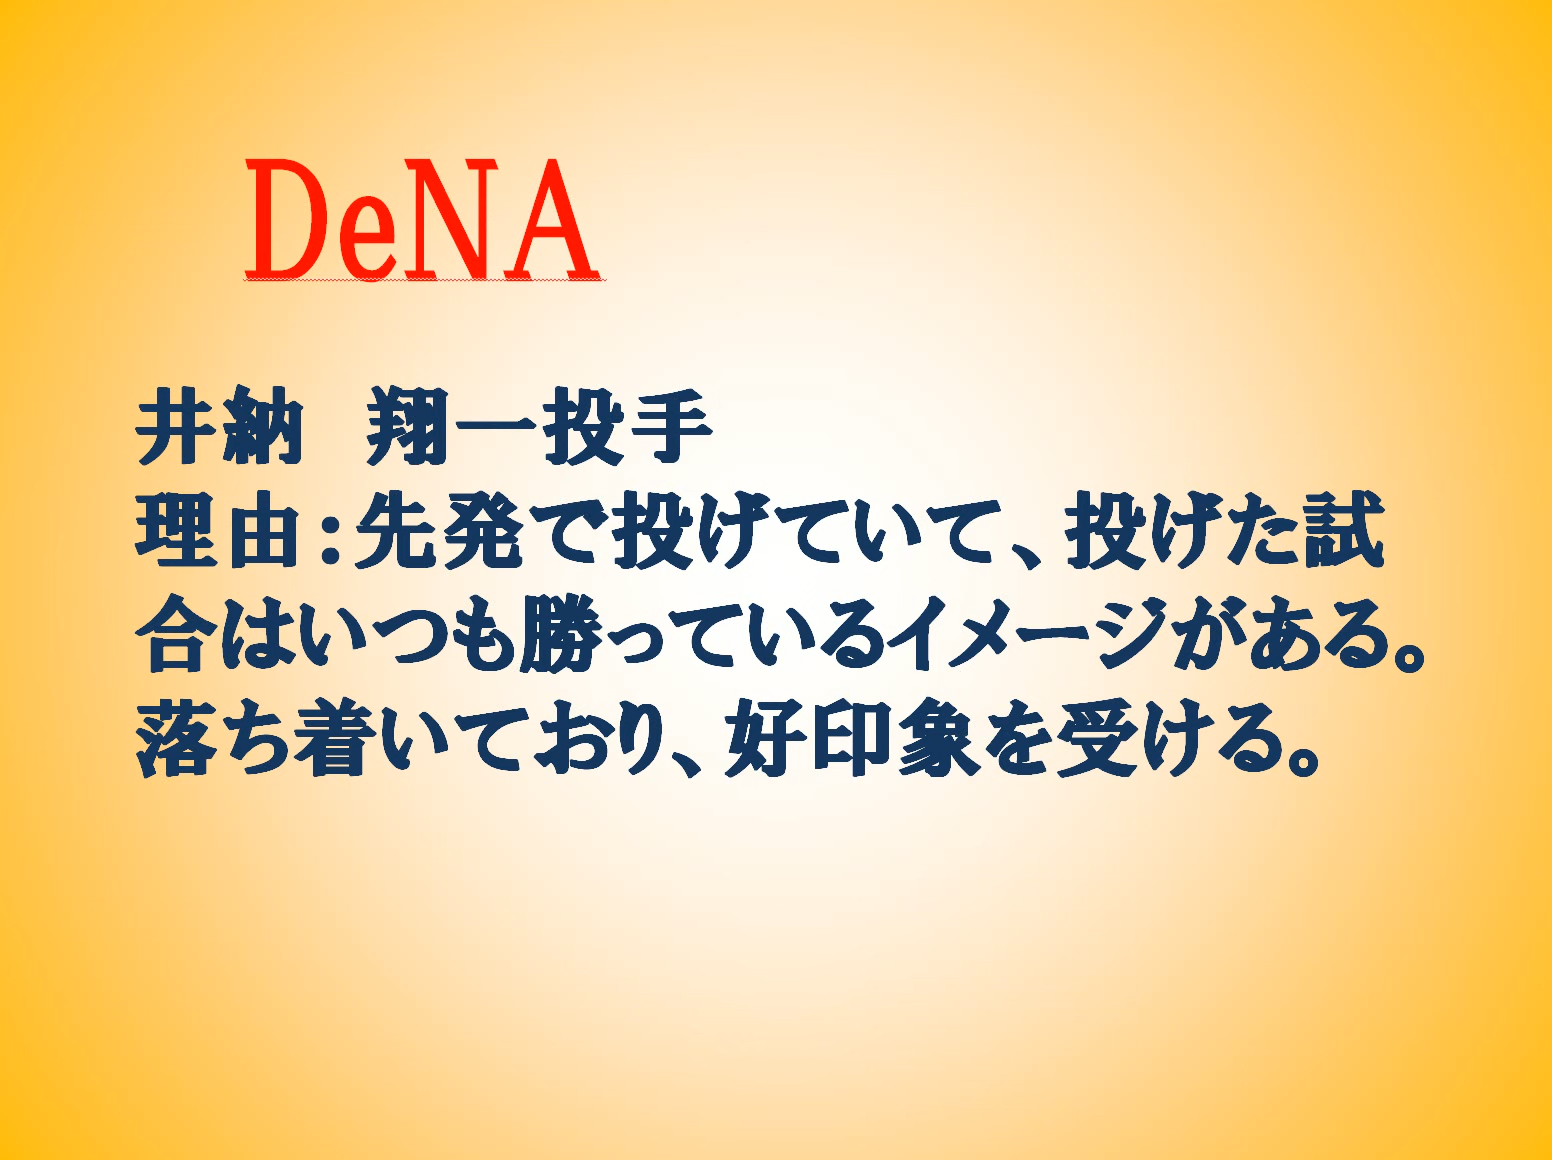 DeNA
井納　翔一投手
理由：先発で投げていて、投げた試
合はいつも勝っているイメージがある。
落ち着いており、好印象を受ける。